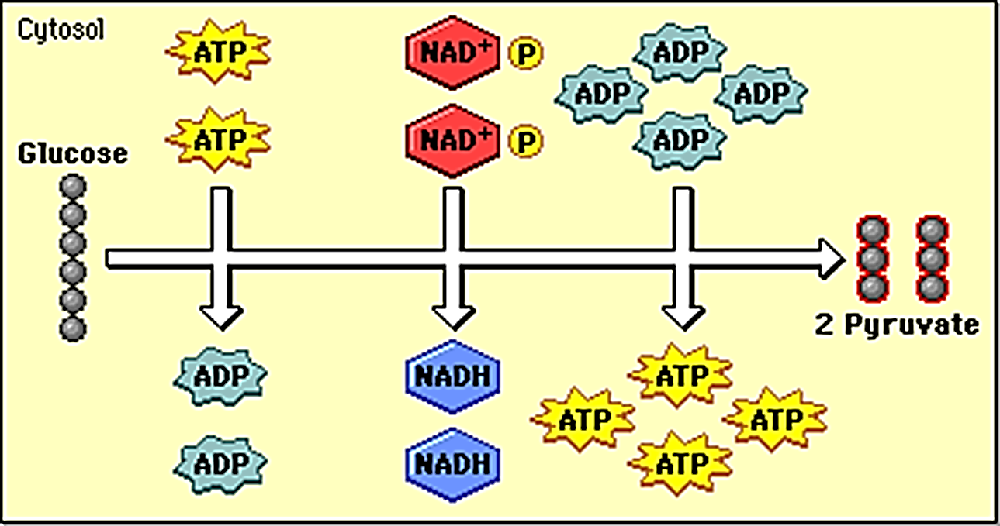 Cytosol
ATP
NAD⁺ P
ADP
ADP
ADP
ATP
NAD⁺ P
ADP
Glucose
2 Pyruvate
ADP
NADH
ATP
ATP
ATP
ADP
NADH
ATP